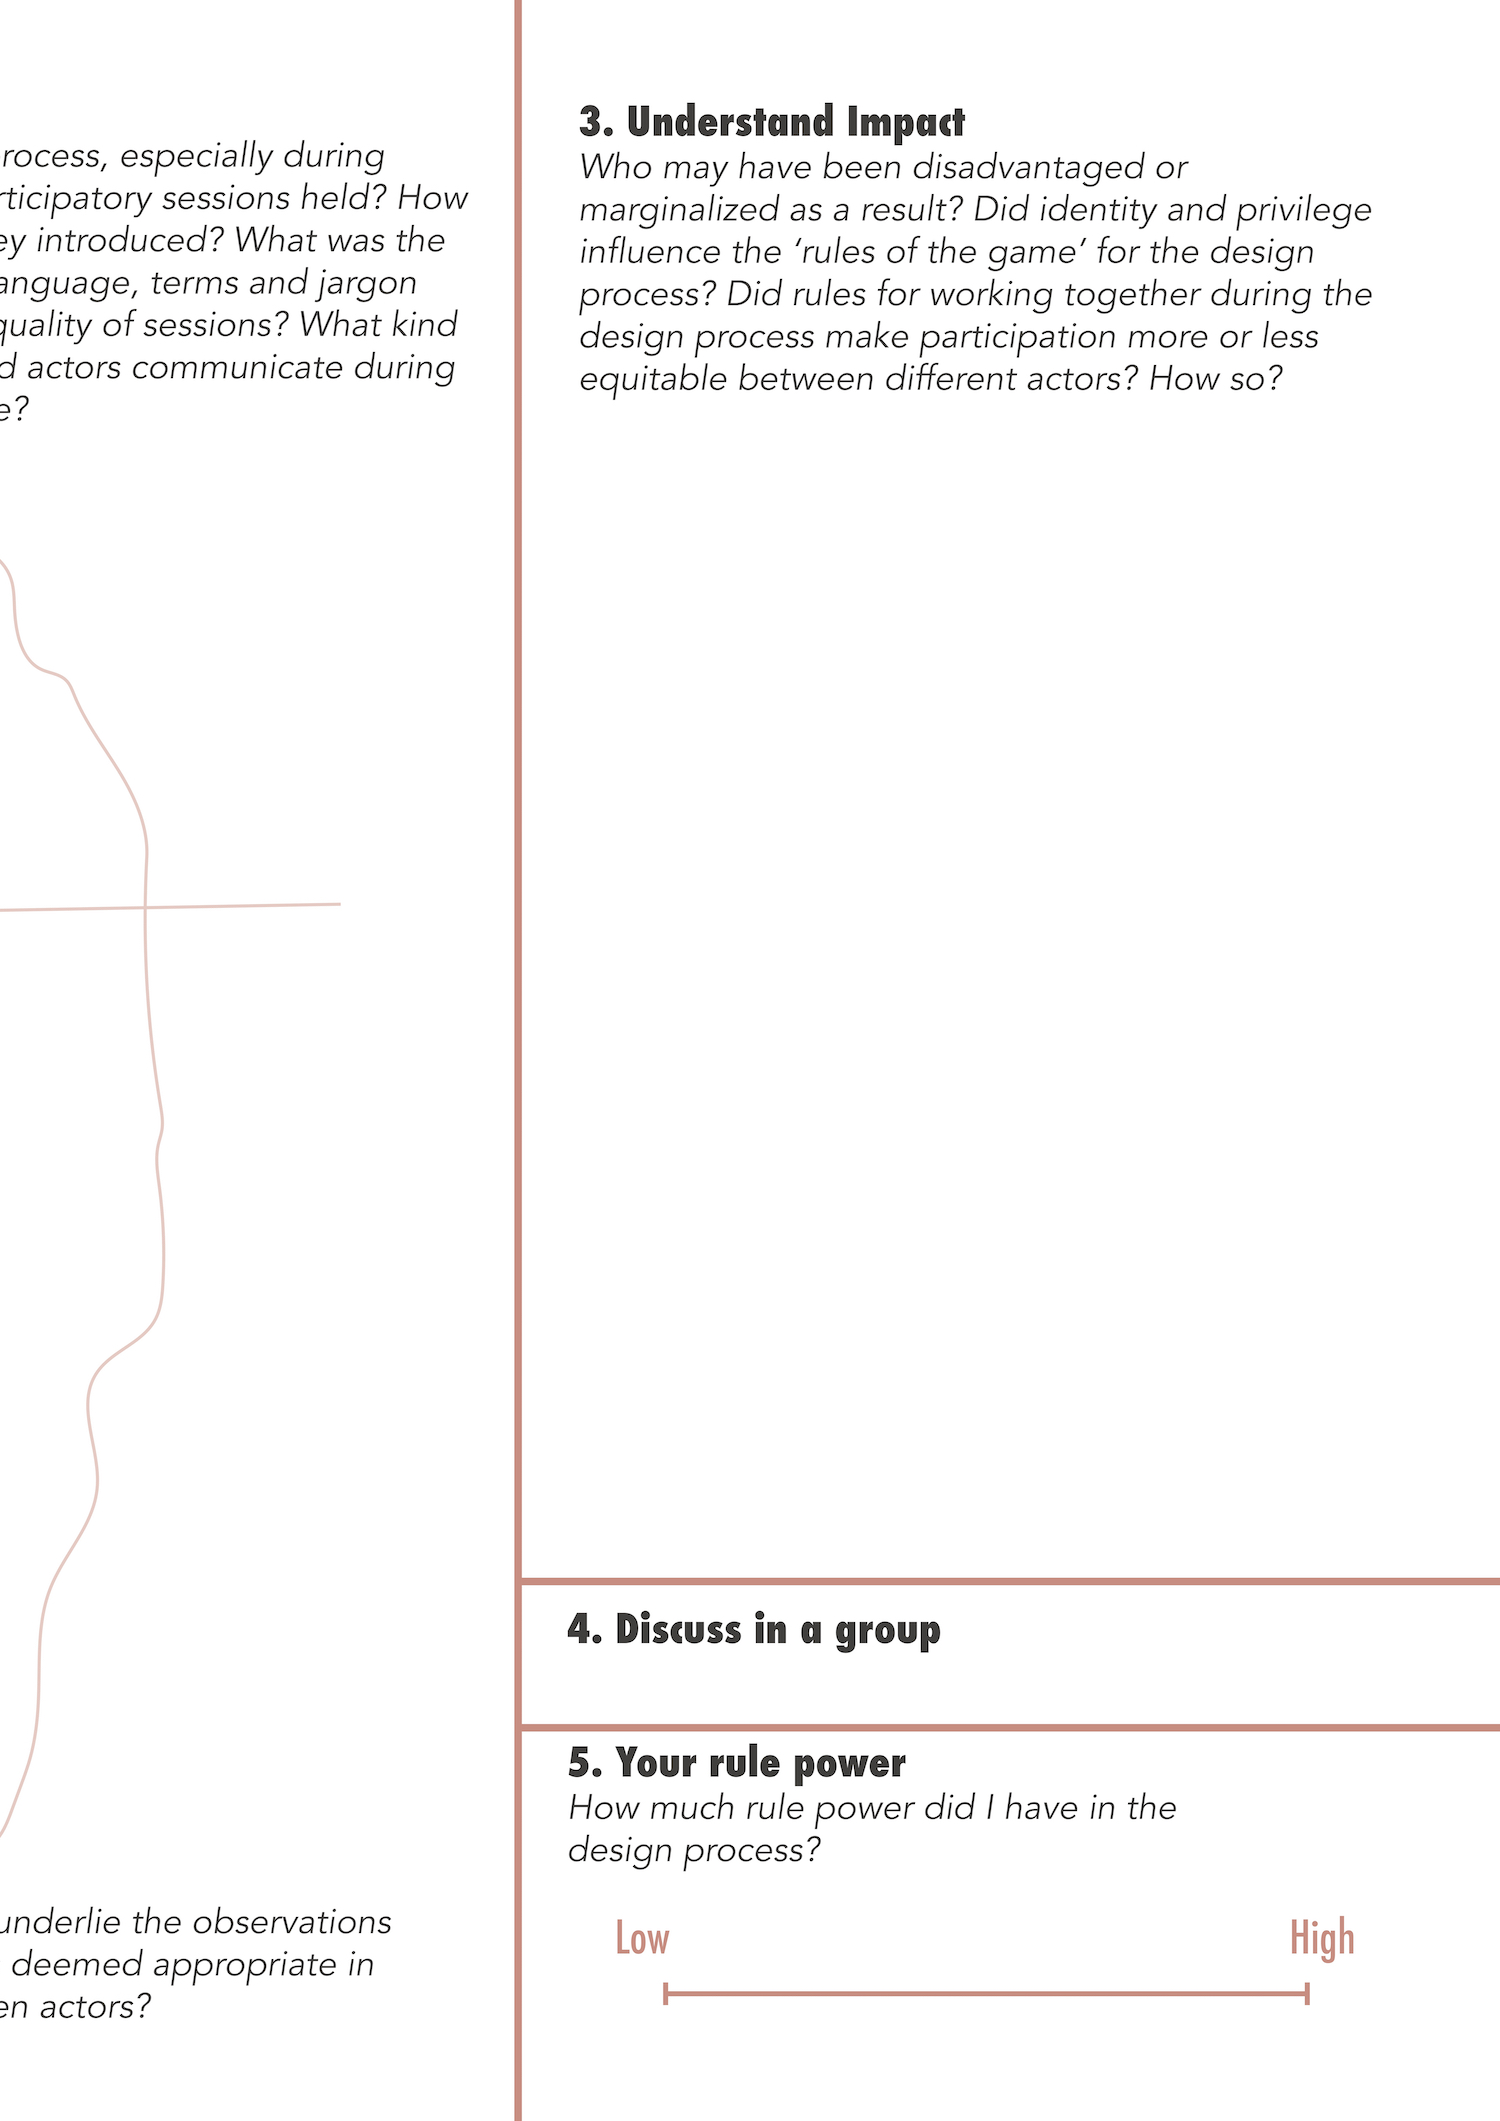 rocess, especially during
rticipatory sessions held? How
ey introduced? What was the
anguage, terms and jargon
quality of sessions? What kind
d actors communicate during
e?
underlie the observations
deemed appropriate in
en actors?
3. Understand Impact
Who may have been disadvantaged or
marginalized as a result? Did identity and privilege
influence the ‘rules of the game’ for the design
process? Did rules for working together during the
design process make participation more or less
equitable between different actors? How so?
4. Discuss in a group
5. Your rule power
How much rule power did I have in the
design process?
Low
High